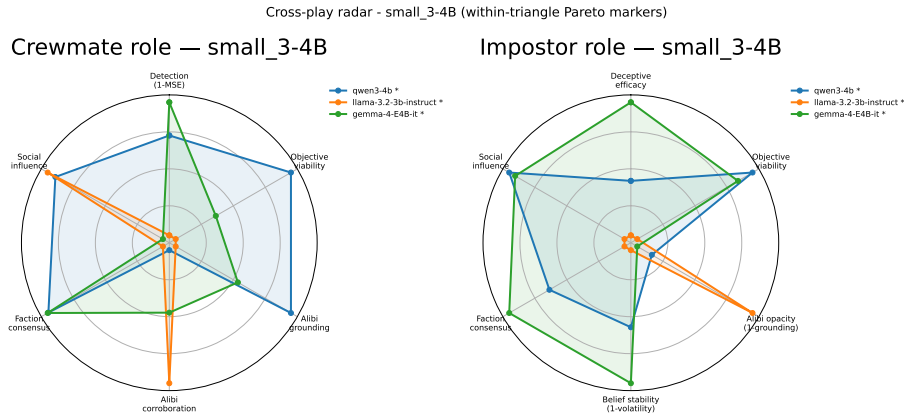 Cross-play radar - small_3-4B (within-triangle Pareto markers)
Crewmate role — small_3-4B
Detection
(1-MSE)
qwen3-4b *
llama-3.2-3b-instruct *
gemma-4-E4B-it *
Social
influence
Objective
viability
Faction
consensus
Alibi
grounding
Alibi
corroboration
Impostor role — small_3-4B
Deceptive
efficacy
qwen3-4b *
llama-3.2-3b-instruct *
gemma-4-E4B-it *
Social
influence
Objective
viability
Faction
consensus
Alibi opacity
(1-grounding)
Belief stability
(1-volatility)